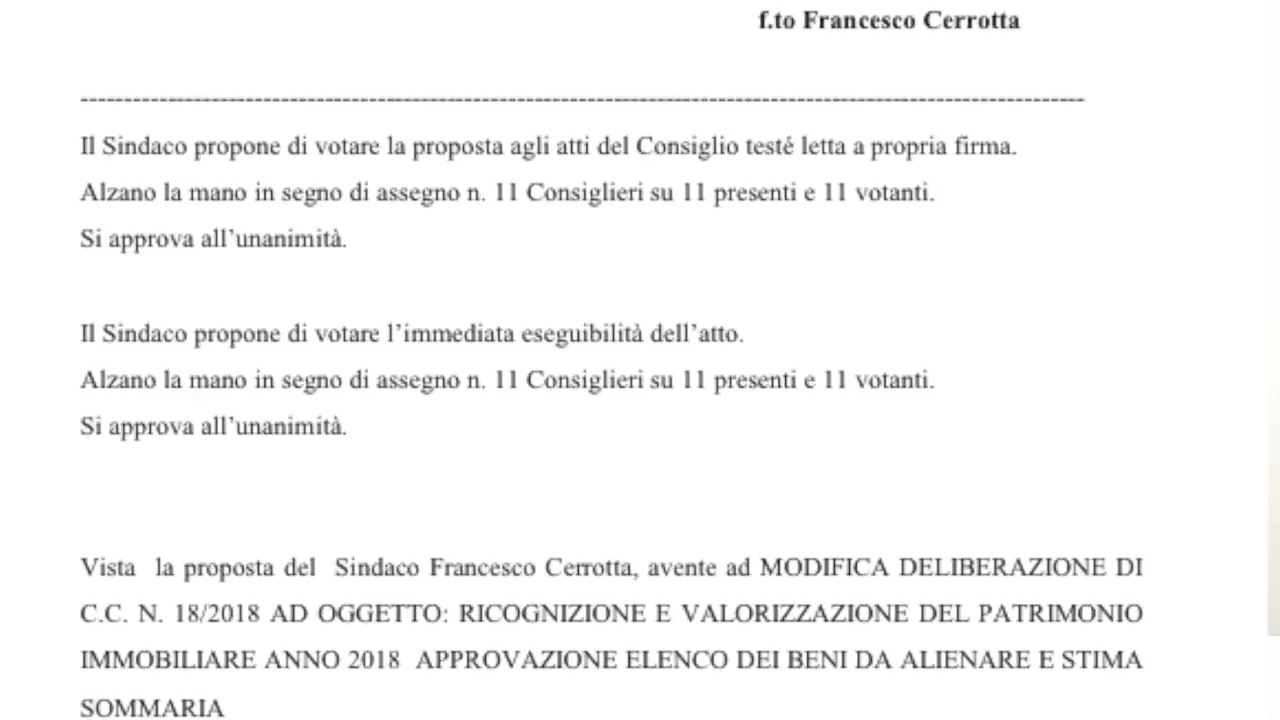 f.to Francesco Cerrotta
--------------------------------------------------------------------------------------------------------------------
Il Sindaco propone di votare la proposta agli atti del Consiglio testé letta a propria firma.
Alzano la mano in segno di assegno n. 11 Consiglieri su 11 presenti e 11 votanti.
Si approva all’unanimità.
Il Sindaco propone di votare l’immediata eseguibilità dell’atto.
Alzano la mano in segno di assegno n. 11 Consiglieri su 11 presenti e 11 votanti.
Si approva all’unanimità.
Vista la proposta del Sindaco Francesco Cerrotta, avente ad MODIFICA DELIBERAZIONE DI
C.C. N. 18/2018 AD OGGETTO: RICOGNIZIONE E VALORIZZAZIONE DEL PATRIMONIO
IMMOBILIARE ANNO 2018 APPROVAZIONE ELENCO DEI BENI DA ALIENARE E STIMA
SOMMARIA